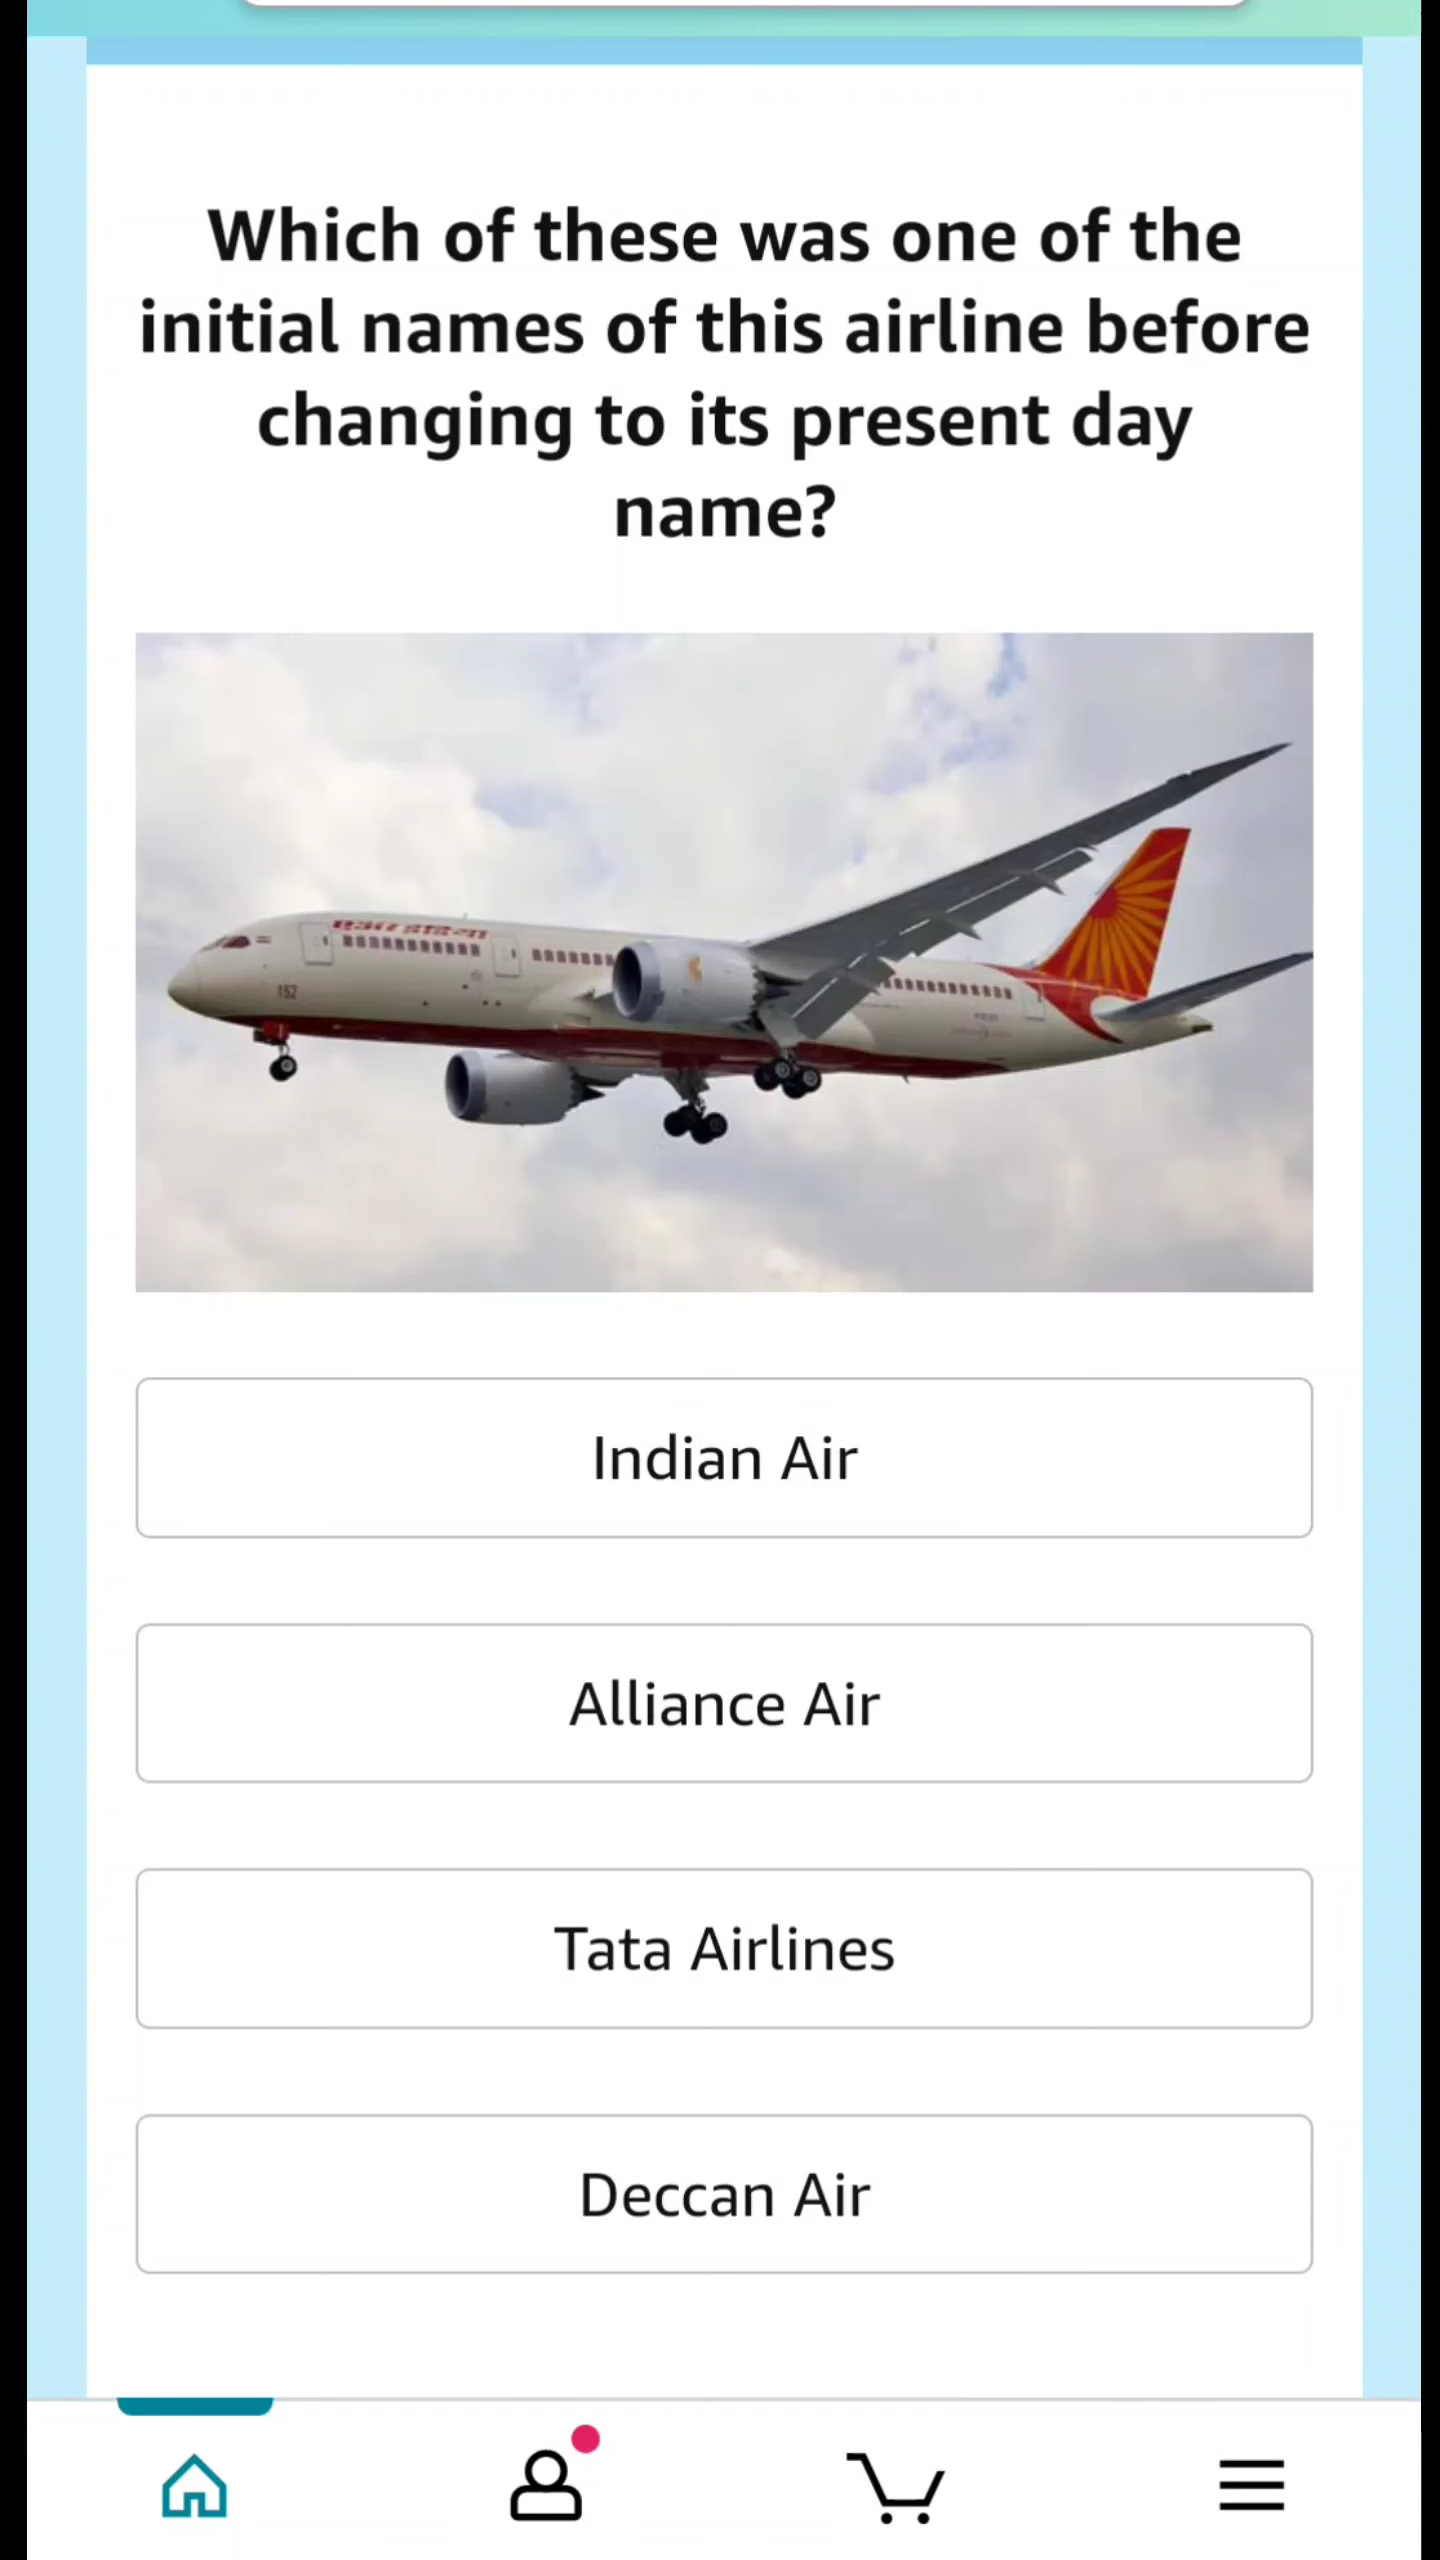 Which of these was one of the
initial names of this airline before
changing to its present day
name?
152
Indian Air
Alliance Air
Tata Airlines
Deccan Air